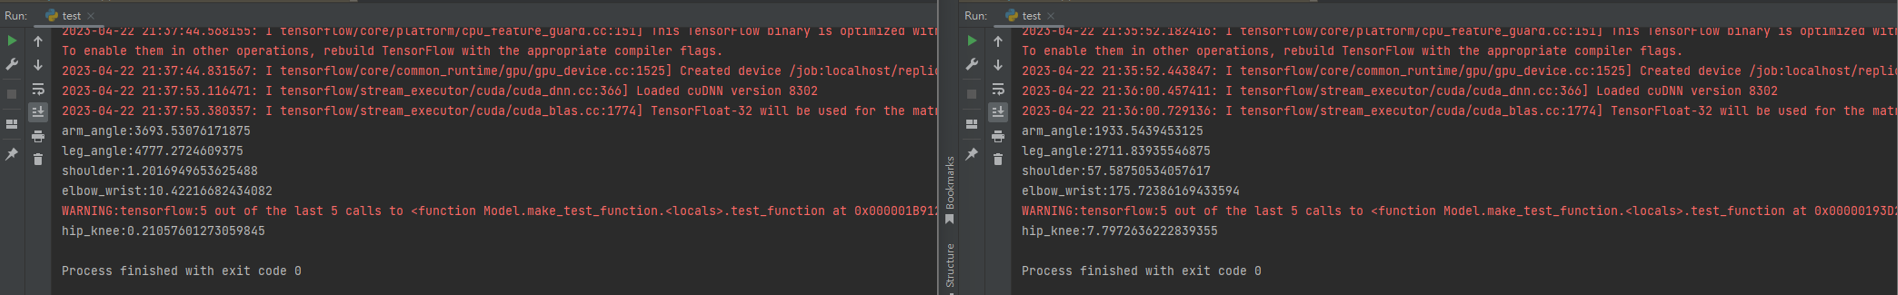 Run: test
2023-04-22 21:37:44.568155: I tensorflow/core/platform/cpu_feature_guard.cc:151] This TensorFlow binary is optimized wit
To enable them in other operations, rebuild TensorFlow with the appropriate compiler flags.
2023-04-22 21:37:44.831567: I tensorflow/core/common_runtime/gpu/gpu_device.cc:1525] Created device /job:localhost/replic
2023-04-22 21:37:53.116471: I tensorflow/stream_executor/cuda/cuda_dnn.cc:366] Loaded cuDNN version 8302
2023-04-22 21:37:53.380357: I tensorflow/stream_executor/cuda/cuda_blas.cc:1774] TensorFloat-32 will be used for the mat
arm_angle:3693.53076171875
leg_angle:4777.2724609375
shoulder:1.2016949653625488
elbow_wrist:10.42216682434082
WARNING:tensorflow:5 out of the last 5 calls to <function Model.make_test_function.<locals>.test_function at 0x000001B912
hip_knee:0.21057601273059845
Process finished with exit code 0
Bookmarks
Structure
Run: test
2023-04-22 21:35:52.182416: I tensorflow/core/platform/cpu_feature_guard.cc:151] This TensorFlow binary is optimized wit
To enable them in other operations, rebuild TensorFlow with the appropriate compiler flags.
2023-04-22 21:35:52.443847: I tensorflow/core/common_runtime/gpu/gpu_device.cc:1525] Created device /job:localhost/repli
2023-04-22 21:36:00.457411: I tensorflow/stream_executor/cuda/cuda_dnn.cc:366] Loaded cuDNN version 8302
2023-04-22 21:36:00.729136: I tensorflow/stream_executor/cuda/cuda_blas.cc:1774] TensorFloat-32 will be used for the mat
arm_angle:1933.5439453125
leg_angle:2711.83935546875
shoulder:57.58750534057617
elbow_wrist:175.72386169433594
WARNING:tensorflow:5 out of the last 5 calls to <function Model.make_test_function.<locals>.test_function at 0x00000193D2
hip_knee:7.7972636222839355
Process finished with exit code 0